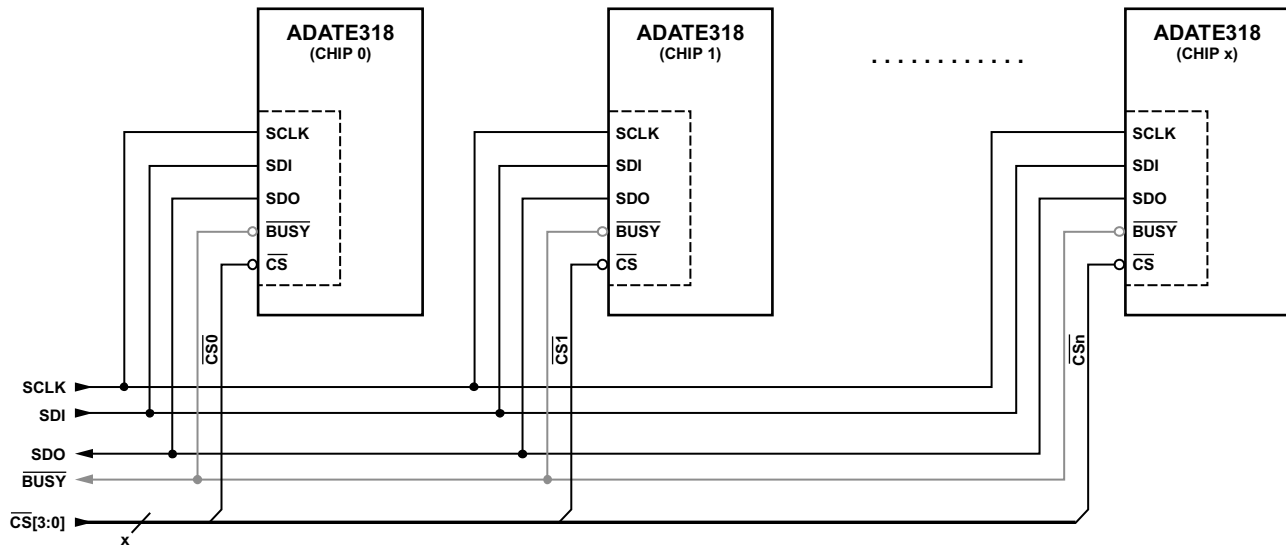 ADATE318
(CHIP 0)
SCLK
SDI
SDO
BUSY
CS
ADATE318
(CHIP 1)
SCLK
SDI
SDO
BUSY
CS
............
ADATE318
(CHIP x)
SCLK
SDI
SDO
BUSY
CS
CS0
CS1
CSn
SCLK
SDI
SDO
BUSY
CS[3:0]
x